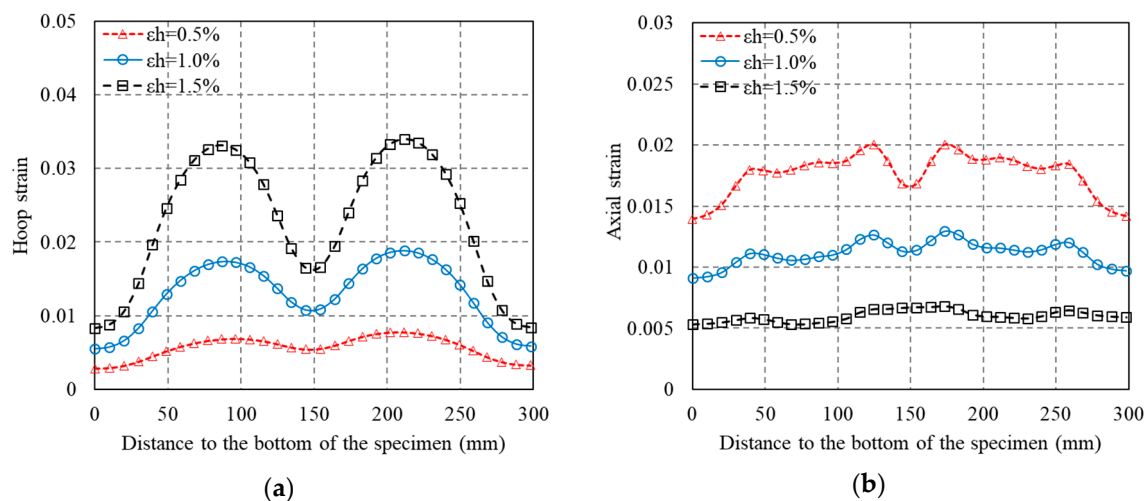 0.05
0.04
0.03
0.02
0.01
0
Hoop strain
εh=0.5%
εh=1.0%
εh=1.5%
0 50 100 150 200 250 300
Distance to the bottom of the specimen (mm)
(a)
0.03
0.025
0.02
0.015
0.01
0.005
0
Axial strain
εh=0.5%
εh=1.0%
εh=1.5%
0 50 100 150 200 250 300
Distance to the bottom of the specimen (mm)
(b)